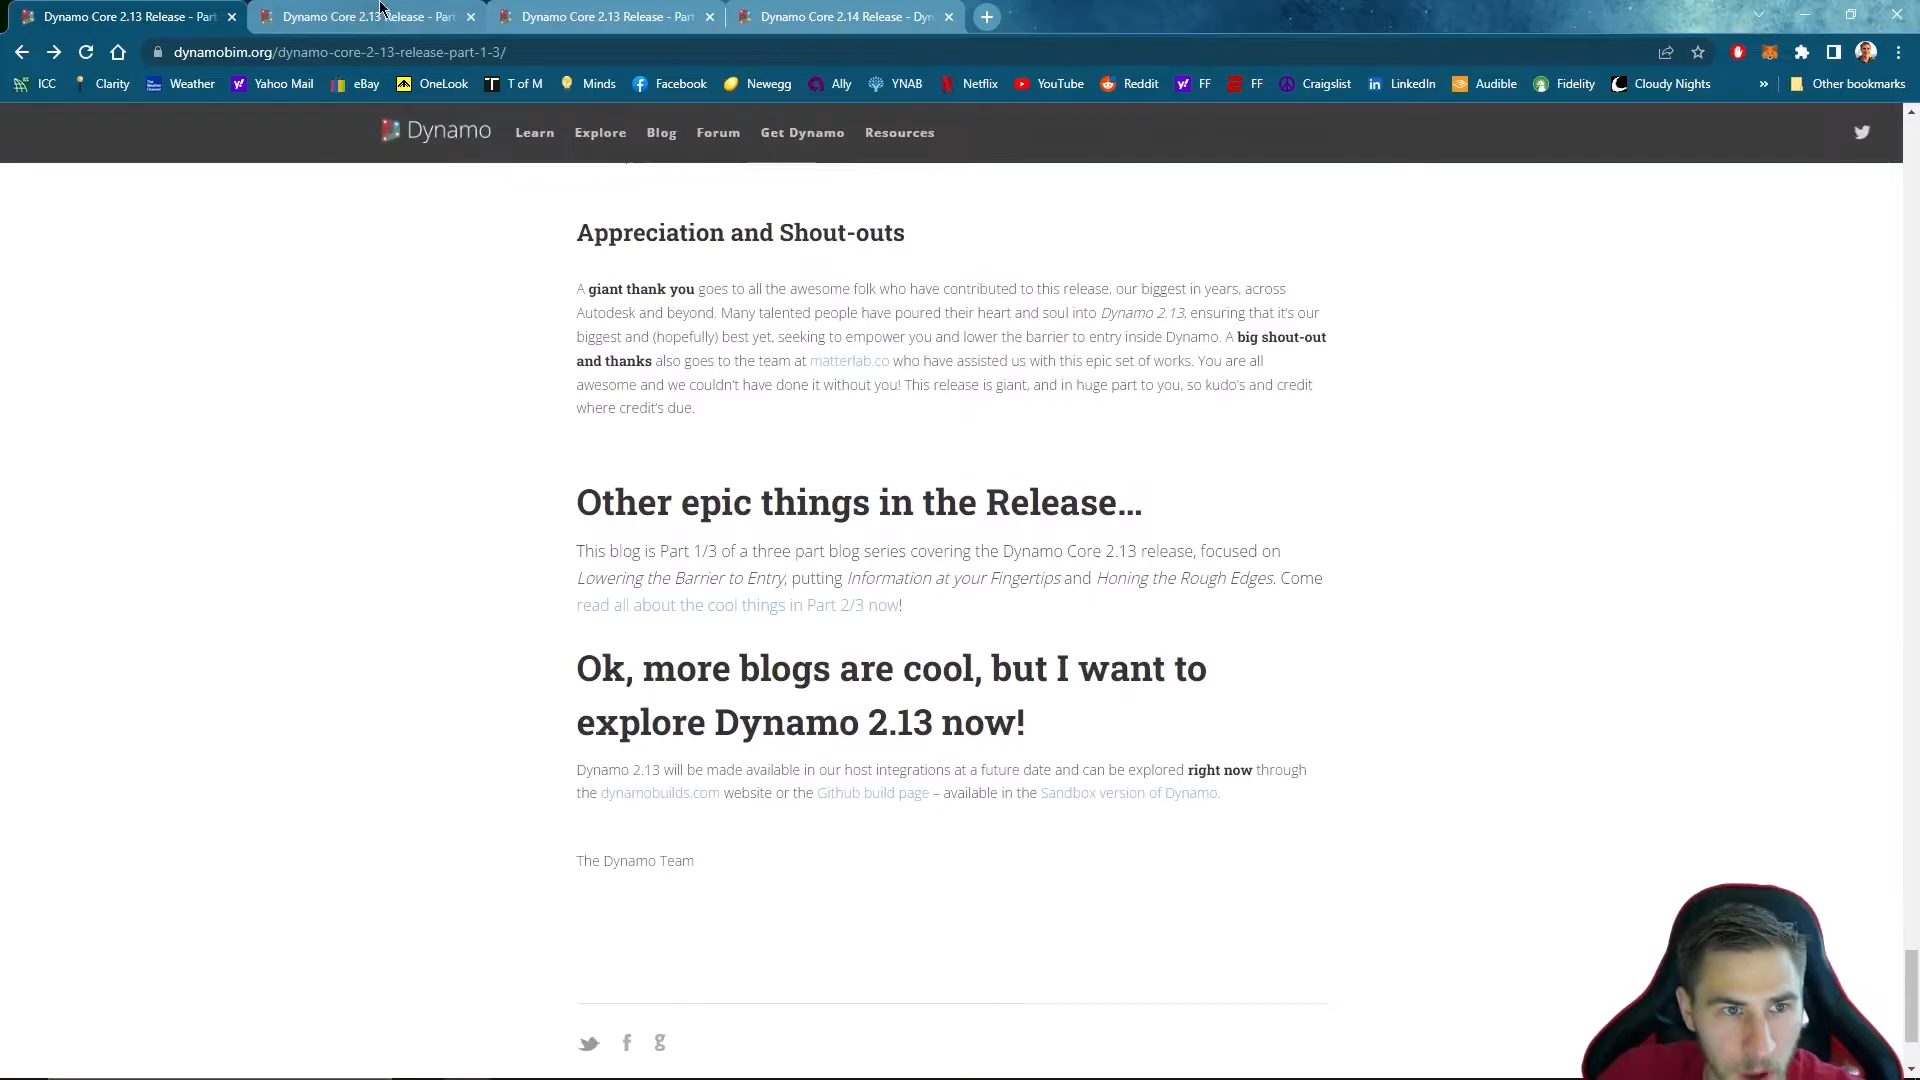 Dynamo Core 2.13 Release - Part
Dynamo Core 2.13 Release - Part
Dynamo Core 2.13 Release - Part
Dynamo Core 2.14 Release - Dyn
dynamobim.org/dynamo-core-2-13-release-part-1-3/
ICC Clarity Weather Yahoo Mail eBay OneLook T of M Minds Facebook Newegg Ally YNAB Netflix YouTube Reddit FF FF Craigslist LinkedIn Audible Fidelity Cloudy Nights » Other bookmarks
Dynamo Learn Explore Blog Forum Get Dynamo Resources
Appreciation and Shout-outs
A giant thank you goes to all the awesome folk who have contributed to this release, our biggest in years, across
Autodesk and beyond. Many talented people have poured their heart and soul into Dynamo 2.13, ensuring that it's our
biggest and (hopefully) best yet, seeking to empower you and lower the barrier to entry inside Dynamo. A big shout-out
and thanks also goes to the team at matterlab.co who have assisted us with this epic set of works. You are all
awesome and we couldn't have done it without you! This release is giant, and in huge part to you, so kudo's and credit
where credit's due.
Other epic things in the Release…
This blog is Part 1/3 of a three part blog series covering the Dynamo Core 2.13 release, focused on
Lowering the Barrier to Entry, putting Information at your Fingertips and Honing the Rough Edges. Come
read all about the cool things in Part 2/3 now!
Ok, more blogs are cool, but I want to
explore Dynamo 2.13 now!
Dynamo 2.13 will be made available in our host integrations at a future date and can be explored right now through
the dynamobuilds.com website or the Github build page – available in the Sandbox version of Dynamo.
The Dynamo Team